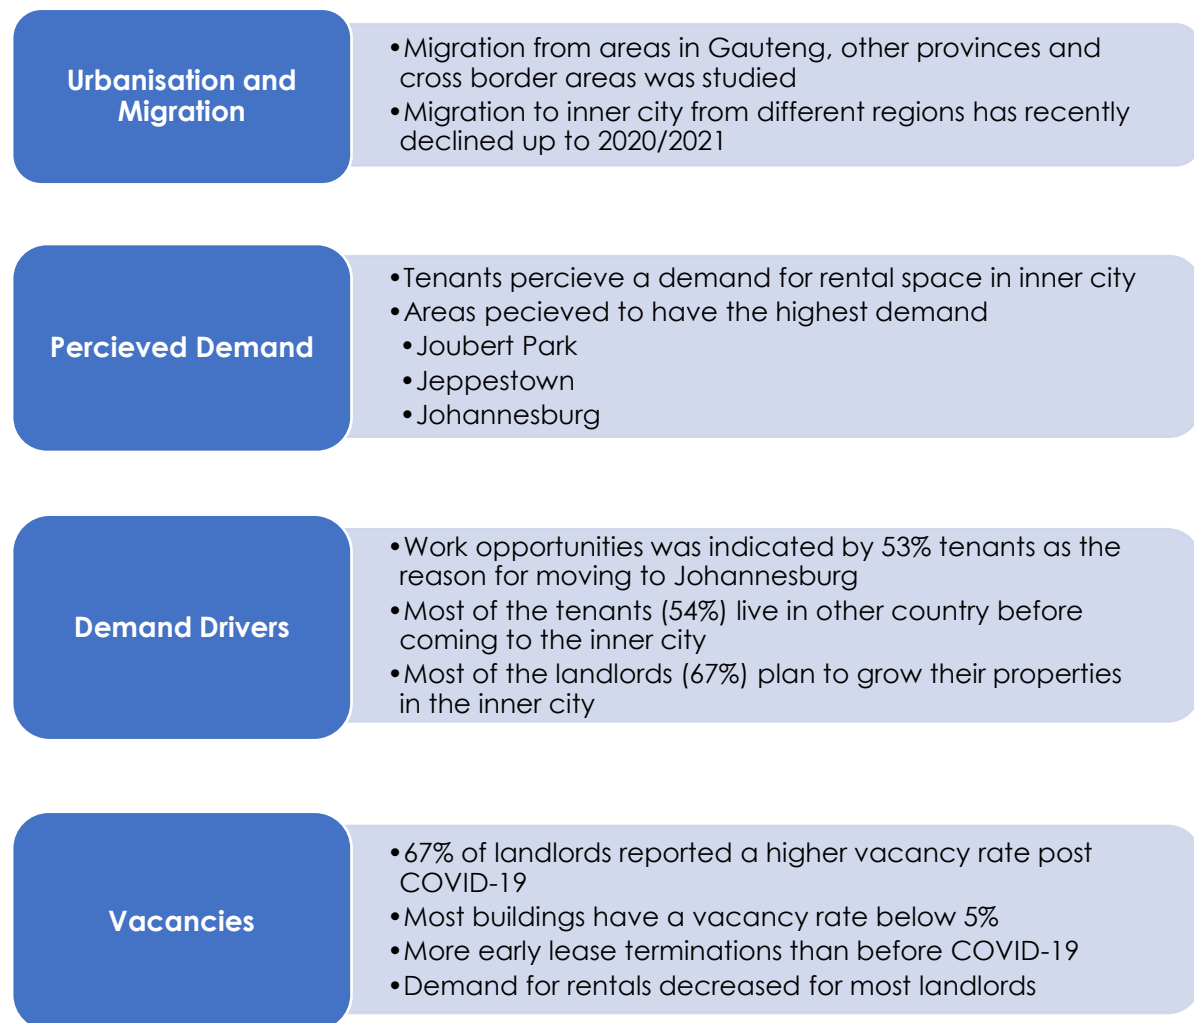 Urbanisation and
Migration
•Migration from areas in Gauteng, other provinces and
cross border areas was studied
•Migration to inner city from different regions has recently
declined up to 2020/2021
Percieved Demand
•Tenants percieve a demand for rental space in inner city
•Areas pecieved to have the highest demand
•Joubert Park
•Jeppestown
•Johannesburg
Demand Drivers
•Work opportunities was indicated by 53% tenants as the
reason for moving to Johannesburg
•Most of the tenants (54%) live in other country before
coming to the inner city
•Most of the landlords (67%) plan to grow their properties
in the inner city
Vacancies
•67% of landlords reported a higher vacancy rate post
COVID-19
•Most buildings have a vacancy rate below 5%
•More early lease terminations than before COVID-19
•Demand for rentals decreased for most landlords